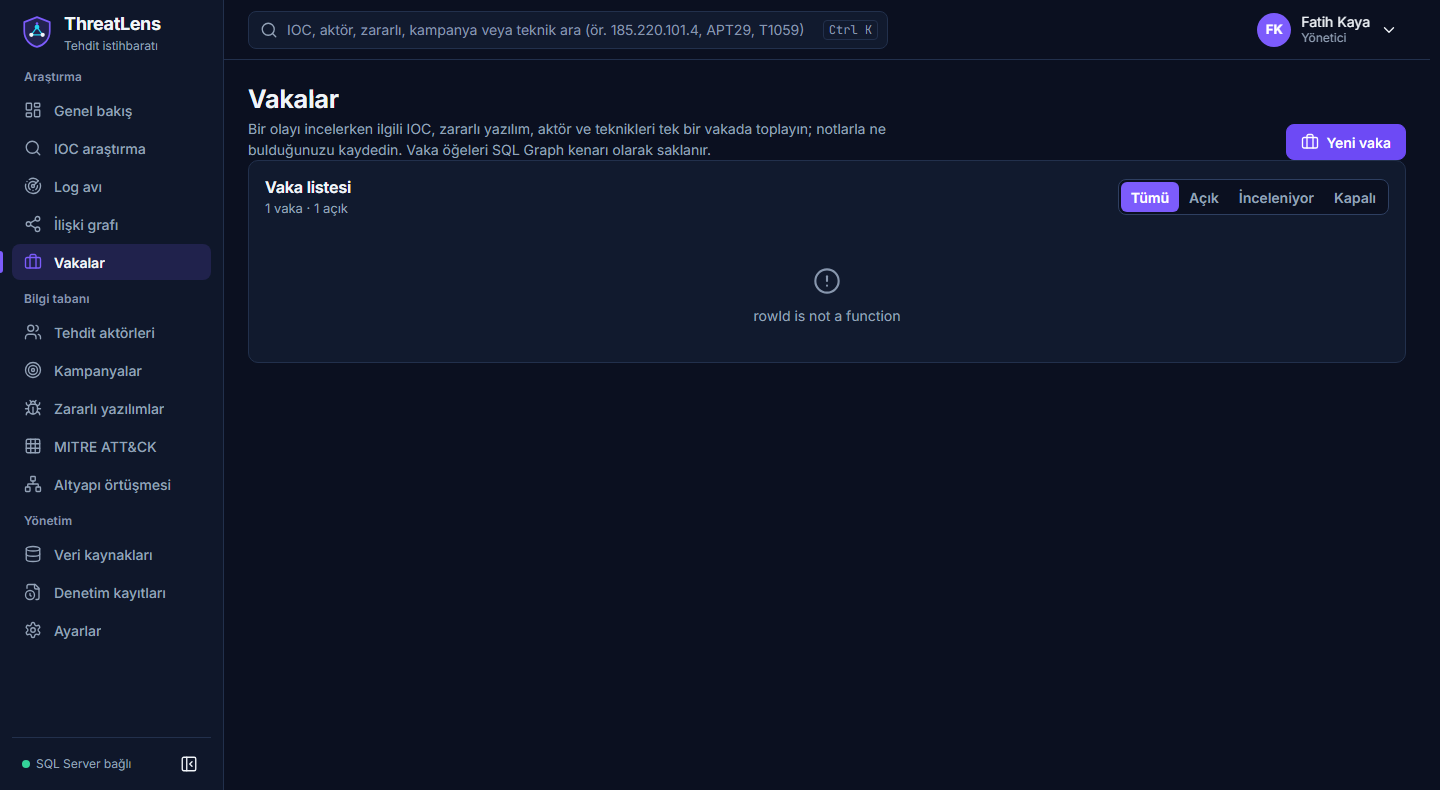 ThreatLens
Tehdit istihbaratı
IOC, aktör, zararlı, kampanya veya teknik ara (ör. 185.220.101.4, APT29, T1059)
Ctrl K
FK
Fatih Kaya
Yönetici
Araştırma
Genel bakış
IOC araştırma
Log avı
İlişki grafı
Vakalar
Bilgi tabanı
Tehdit aktörleri
Kampanyalar
Zararlı yazılımlar
MITRE ATT&CK
Altyapı örtüşmesi
Yönetim
Veri kaynakları
Denetim kayıtları
Ayarlar
SQL Server bağlı
Vakalar
Bir olayı incelerken ilgili IOC, zararlı yazılım, aktör ve teknikleri tek bir vakada toplayın; notlarla ne
bulduğunuzu kaydedin. Vaka öğeleri SQL Graph kenarı olarak saklanır.
Yeni vaka
Vaka listesi
1 vaka · 1 açık
Tümü
Açık
İnceleniyor
Kapalı
rowId is not a function